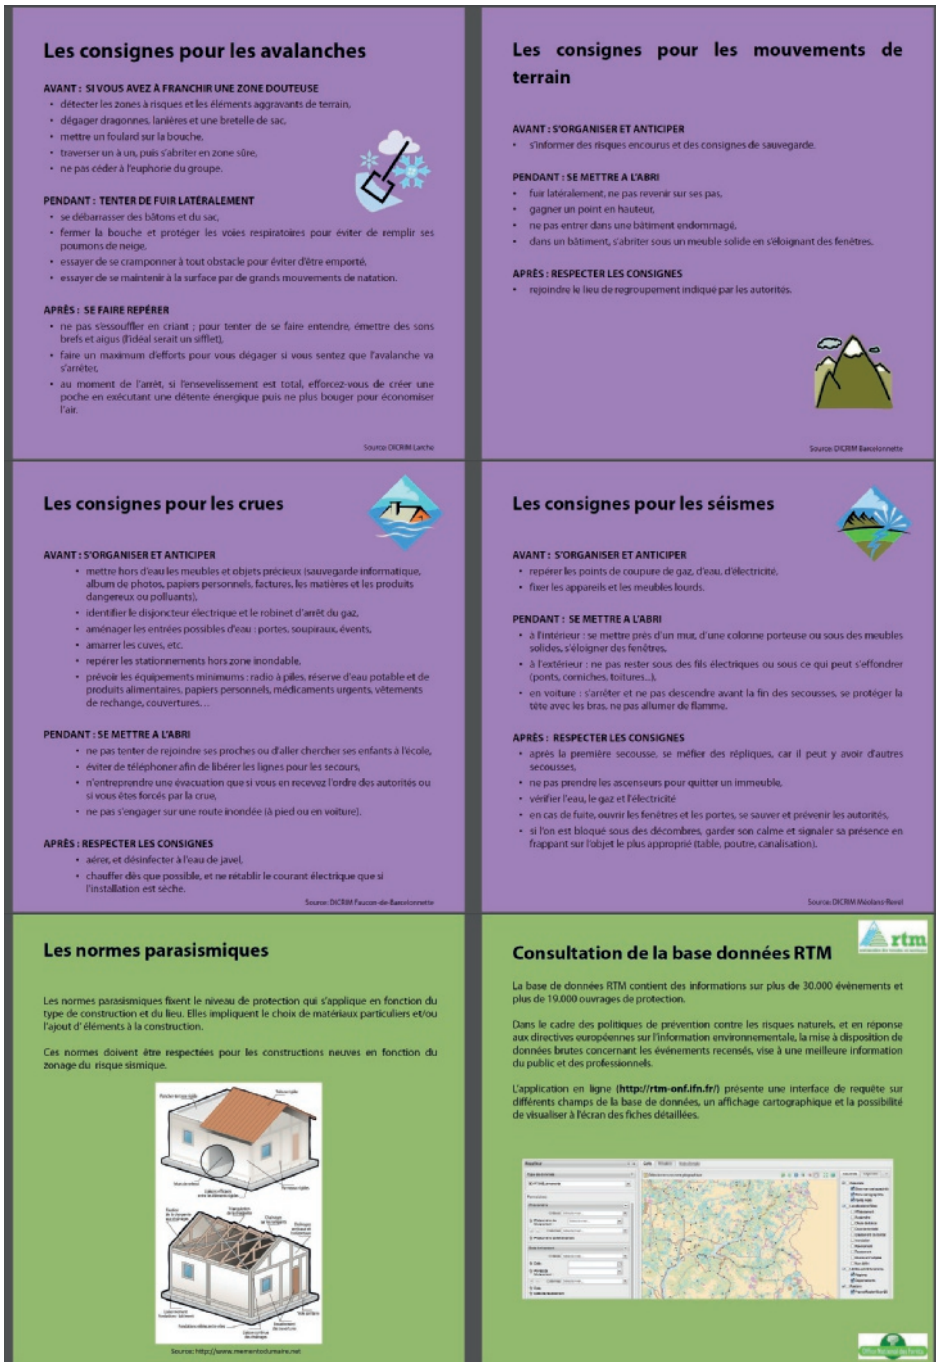 Les consignes pour les avalanches
AVANT : SI VOUS AVEZ À FRANCHIR UNE ZONE DOUTEUSE
• détecter les zones à risques et les éléments aggravants de terrain,
• dégager dragonnes, lanières et une bretelle de sac,
• mettre un foulard sur la bouche,
• traverser un à un, puis s'abriter en zone sûre,
• ne pas céder à l'euphorie du groupe.
PENDANT : TENTER DE FUIR LATÉRALEMENT
• se débarrasser des bâtons et du sac,
• fermer la bouche et protéger les voies respiratoires pour éviter de remplir ses
poumons de neige,
• essayer de se cramponner à tout obstacle pour éviter d'être emporté,
• essayer de se maintenir à la surface par de grands mouvements de natation.
APRÈS : SE FAIRE REPÉRER
• ne pas s'essouffler en criant ; pour tenter de se faire entendre, émettre des sons
brefs et aigus (l'idéal serait un sifflet),
• faire un maximum d'efforts pour vous dégager si vous sentez que l'avalanche va
s'arrêter,
• au moment de l'arrêt, si l'ensevelissement est total, efforcez-vous de créer une
poche en exécutant une détente énergique puis ne plus bouger pour économiser
l'air.
Source: DICRIM Larche
Les consignes pour les mouvements de
terrain
AVANT : S'ORGANISER ET ANTICIPER
• s'informer des risques encourus et des consignes de sauvegarde.
PENDANT : SE METTRE A L'ABRI
• fuir latéralement, ne pas revenir sur ses pas,
• gagner un point en hauteur,
• ne pas entrer dans une bâtiment endommagé,
• dans un bâtiment, s'abriter sous un meuble solide en s'éloignant des fenêtres.
APRÈS : RESPECTER LES CONSIGNES
• rejoindre le lieu de regroupement indiqué par les autorités.
Source: DICRIM Barcelonnette
Les consignes pour les crues
AVANT : S'ORGANISER ET ANTICIPER
• mettre hors d'eau les meubles et objets précieux (sauvegarde informatique,
album de photos, papiers personnels, factures, les matières et les produits
dangereux ou polluants),
• identifier le disjoncteur électrique et le robinet d'arrêt du gaz,
• aménager les entrées possibles d'eau : portes, soupiraux, évents,
• amarrer les cuves, etc.
• repérer les stationnements hors zone inondable,
• prévoir les équipements minimums : radio à piles, réserve d'eau potable et de
produits alimentaires, papiers personnels, médicaments urgents, vêtements
de rechange, couvertures…
PENDANT : SE METTRE A L'ABRI
• ne pas tenter de rejoindre ses proches ou d'aller chercher ses enfants à l'école,
• éviter de téléphoner afin de libérer les lignes pour les secours,
• n'entreprendre une évacuation que si vous en recevez l'ordre des autorités ou
si vous êtes forcés par la crue,
• ne pas s'engager sur une route inondée (à pied ou en voiture).
APRÈS : RESPECTER LES CONSIGNES
• aérer, et désinfecter à l'eau de javel,
• chauffer dès que possible, et ne rétablir le courant électrique que si
l'installation est sèche.
Source: DICRIM Faucon-de-Barcelonnette
Les consignes pour les séismes
AVANT : S'ORGANISER ET ANTICIPER
• repérer les points de coupure de gaz, d'eau, d'électricité,
• fixer les appareils et les meubles lourds.
PENDANT : SE METTRE A L'ABRI
• à l'intérieur : se mettre près d'un mur, d'une colonne porteuse ou sous des meubles
solides, s'éloigner des fenêtres,
• à l'extérieur : ne pas rester sous des fils électriques ou sous ce qui peut s'effondrer
(ponts, corniches, toitures...),
• en voiture : s'arrêter et ne pas descendre avant la fin des secousses, se protéger la
tête avec les bras, ne pas allumer de flamme.
APRÈS : RESPECTER LES CONSIGNES
• après la première secousse, se méfier des répliques, car il peut y avoir d'autres
secousses,
• ne pas prendre les ascenseurs pour quitter un immeuble,
• vérifier l'eau, le gaz et l'électricité
• en cas de fuite, ouvrir les fenêtres et les portes, se sauver et prévenir les autorités,
• si l'on est bloqué sous des décombres, garder son calme et signaler sa présence en
frappant sur l'objet le plus approprié (table, poutre, canalisation).
Source: DICRIM Méolans-Revel
Les normes parasismiques
Les normes parasismiques fixent le niveau de protection qui s'applique en fonction du
type de construction et du lieu. Elles impliquent le choix de matériaux particuliers et/ou
l'ajout d'éléments à la construction.
Ces normes doivent être respectées pour les constructions neuves en fonction du
zonage du risque sismique.
Source: http://www.mementodumaire.net
rtm
Consultation de la base données RTM
La base de données RTM contient des informations sur plus de 30.000 évènements et
plus de 19.000 ouvrages de protection.
Dans le cadre des politiques de prévention contre les risques naturels, et en réponse
aux directives européennes sur l'information environnementale, la mise à disposition de
données brutes concernant les événements recensés, vise à une meilleure information
du public et des professionnels.
L'application en ligne (http://rtm-onf.ifn.fr/) présente une interface de requête sur
différents champs de la base de données, un affichage cartographique et la possibilité
de visualiser à l'écran des fiches détaillées.
Office National des Forêts